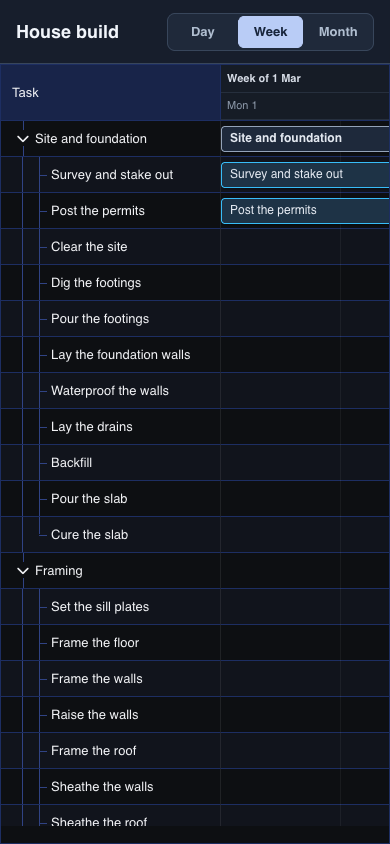 House build
Day Week Month
Task
Week of 1 Mar
Mon 1
Site and foundation
Site and foundation
Survey and stake out
Survey and stake out
Post the permits
Post the permits
Clear the site
Dig the footings
Pour the footings
Lay the foundation walls
Waterproof the walls
Lay the drains
Backfill
Pour the slab
Cure the slab
Framing
Set the sill plates
Frame the floor
Frame the walls
Raise the walls
Frame the roof
Sheathe the walls
Sheathe the roof